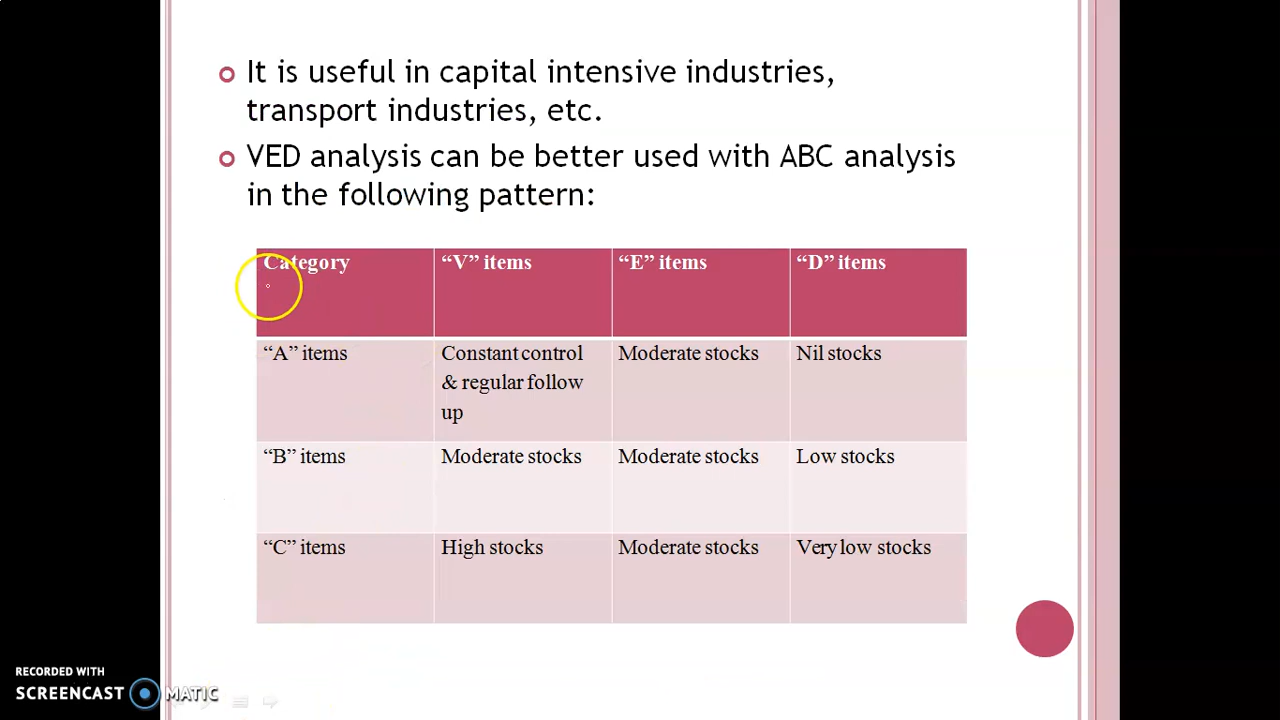 It is useful in capital intensive industries,
transport industries, etc.
VED analysis can be better used with ABC analysis
in the following pattern:
Category “V” items “E” items “D” items
“A” items Constant control Moderate stocks Nil stocks
& regular follow
up
“B” items Moderate stocks Moderate stocks Low stocks
“C” items High stocks Moderate stocks Very low stocks
RECORDED WITH
SCREENCAST MATIC